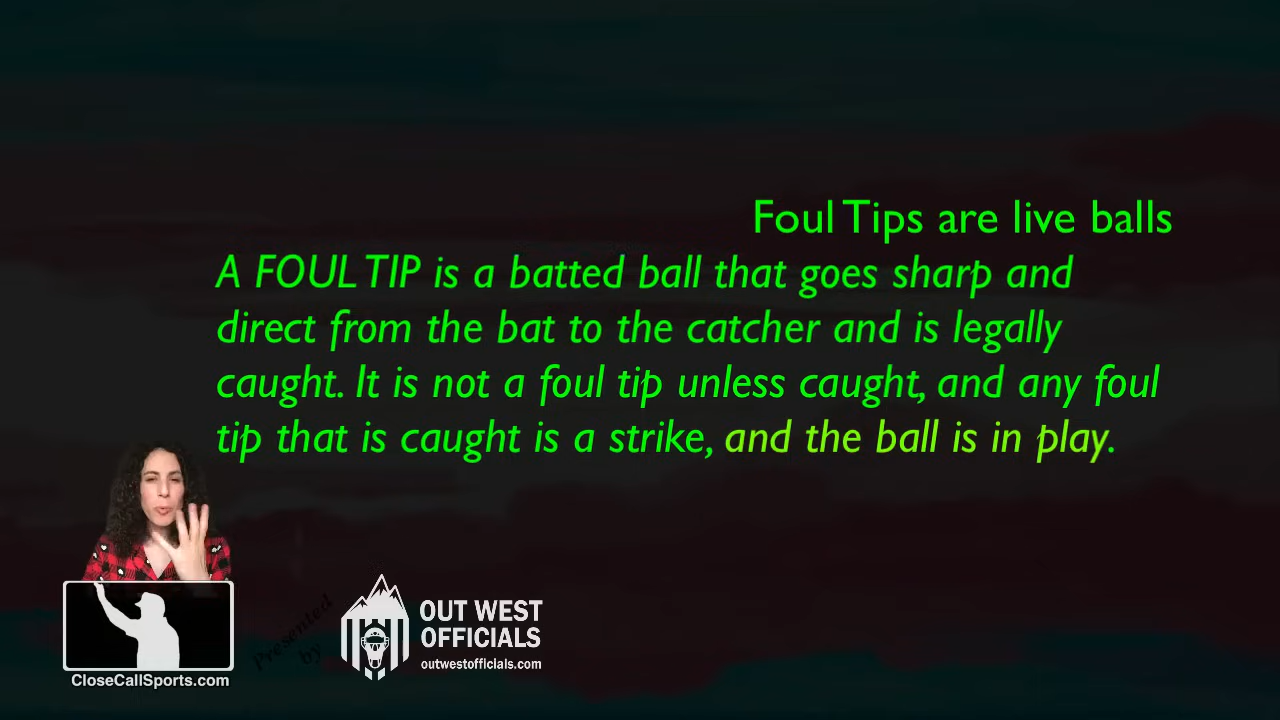 Foul Tips are live balls
A FOUL TIP is a batted ball that goes sharp and
direct from the bat to the catcher and is legally
caught. It is not a foul tip unless caught, and any foul
tip that is caught is a strike, and the ball is in play.
CloseCallSports.com
Presented
by
OUT WEST
OFFICIALS
outwestofficials.com